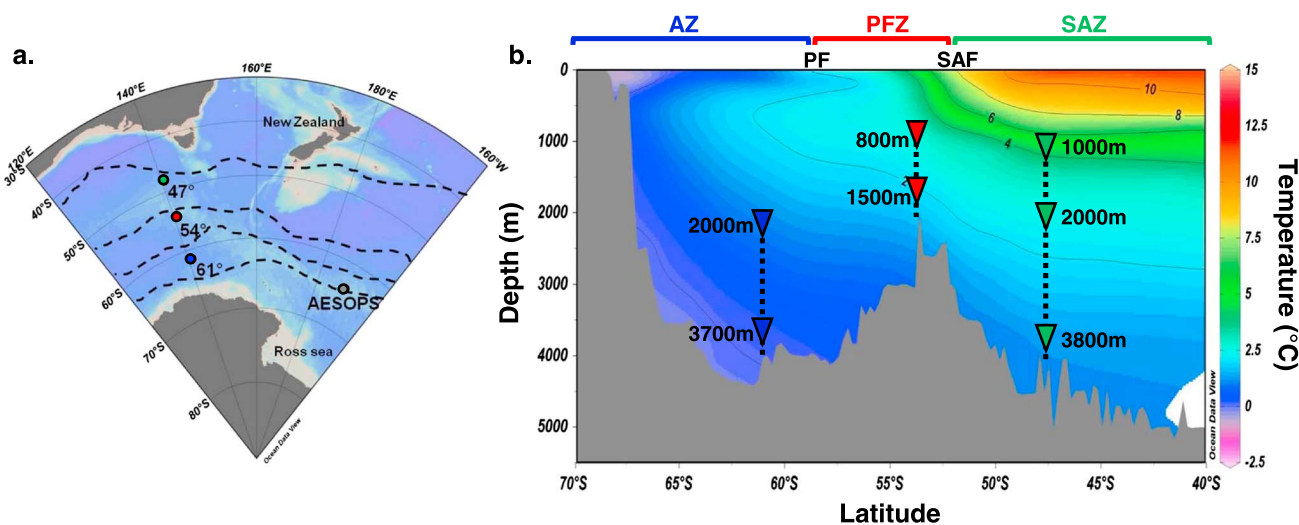 a.
160°E
140°E
180°E
120°E
160°W
30°S
40°S
50°S
60°S
70°S
80°S
New Zealand
47°
54°
61°
AESOPS
Ross sea
Ocean Data View
b.
AZ
PFZ
SAZ
PF
SAF
0
1000
2000
3000
4000
5000
Depth (m)
70°S
65°S
60°S
55°S
50°S
45°S
40°S
Latitude
2000m
3700m
800m
1500m
1000m
2000m
3800m
10
8
6
4
2
Ocean Data View
15
12.5
10
7.5
5
2.5
0
-2.5
Temperature (°C)